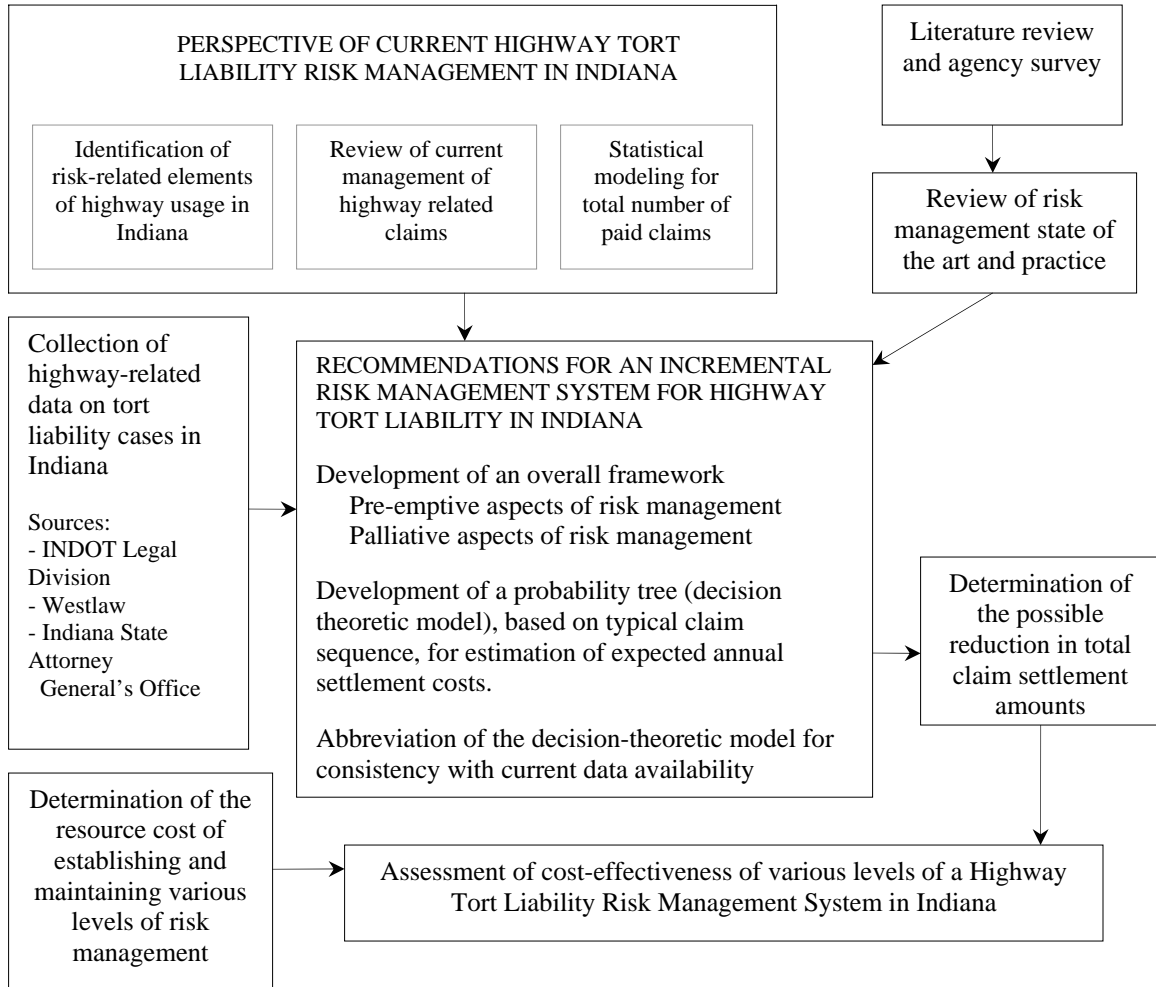 PERSPECTIVE OF CURRENT HIGHWAY TORT
LIABILITY RISK MANAGEMENT IN INDIANA
Identification of
risk-related elements
of highway usage in
Indiana
Review of current
management of
highway related
claims
Statistical
modeling for
total number of
paid claims
Literature review
and agency survey
Review of risk
management state of
the art and practice
Collection of
highway-related
data on tort
liability cases in
Indiana
Sources:
- INDOT Legal
Division
- Westlaw
- Indiana State
Attorney
General’s Office
RECOMMENDATIONS FOR AN INCREMENTAL
RISK MANAGEMENT SYSTEM FOR HIGHWAY
TORT LIABILITY IN INDIANA
Development of an overall framework
Pre-emptive aspects of risk management
Palliative aspects of risk management
Development of a probability tree (decision
theoretic model), based on typical claim
sequence, for estimation of expected annual
settlement costs.
Abbreviation of the decision-theoretic model for
consistency with current data availability
Determination of
the possible
reduction in total
claim settlement
amounts
Determination of the
resource cost of
establishing and
maintaining various
levels of risk
management
Assessment of cost-effectiveness of various levels of a Highway
Tort Liability Risk Management System in Indiana